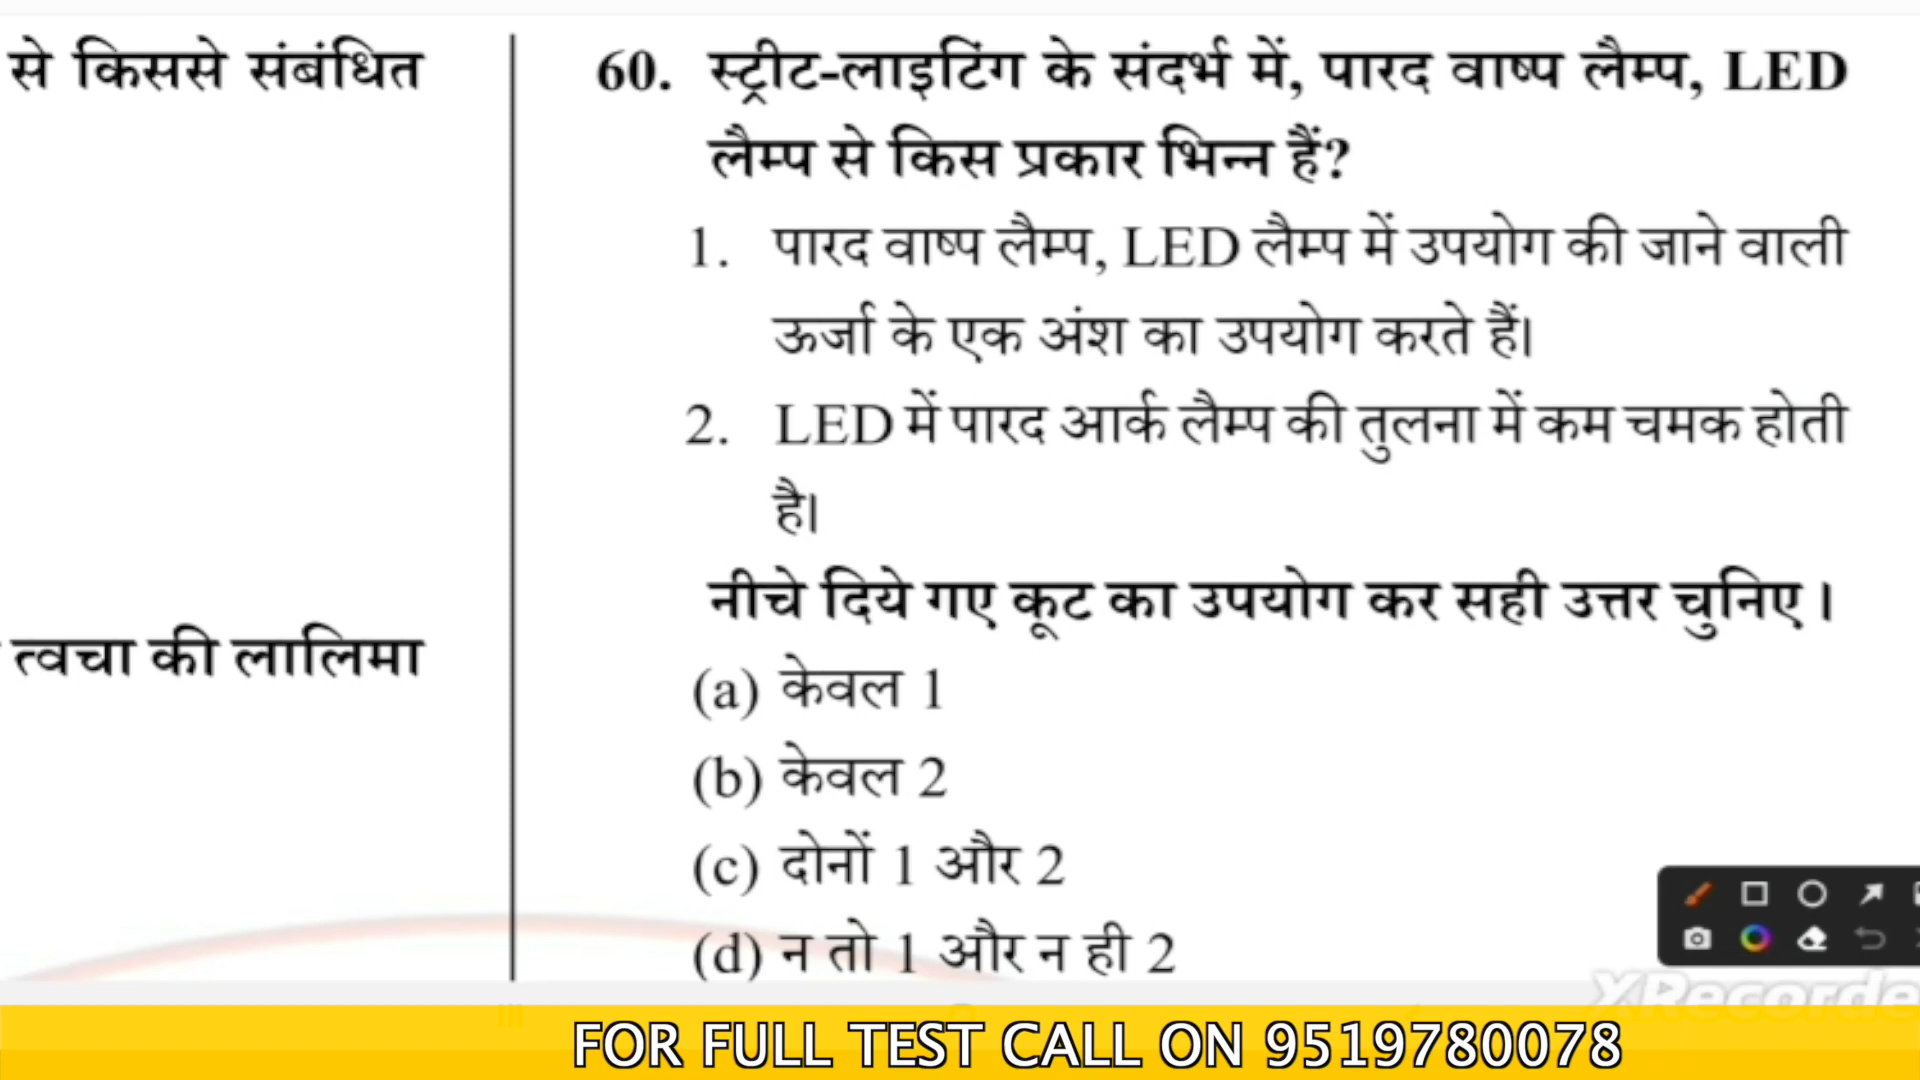 से किससे संबंधित
त्वचा की लालिमा
60. स्ट्रीट-लाइटिंग के संदर्भ में, पारद वाष्प लैम्प, LED
लैम्प से किस प्रकार भिन्न हैं?
1. पारद वाष्प लैम्प, LED लैम्प में उपयोग की जाने वाली
ऊर्जा के एक अंश का उपयोग करते हैं।
2. LED में पारद आर्क लैम्प की तुलना में कम चमक होती
है।
नीचे दिये गए कूट का उपयोग कर सही उत्तर चुनिए।
(a) केवल 1
(b) केवल 2
(c) दोनों 1 और 2
(d) न तो 1 और न ही 2
XRecorde
FOR FULL TEST CALL ON 9519780078